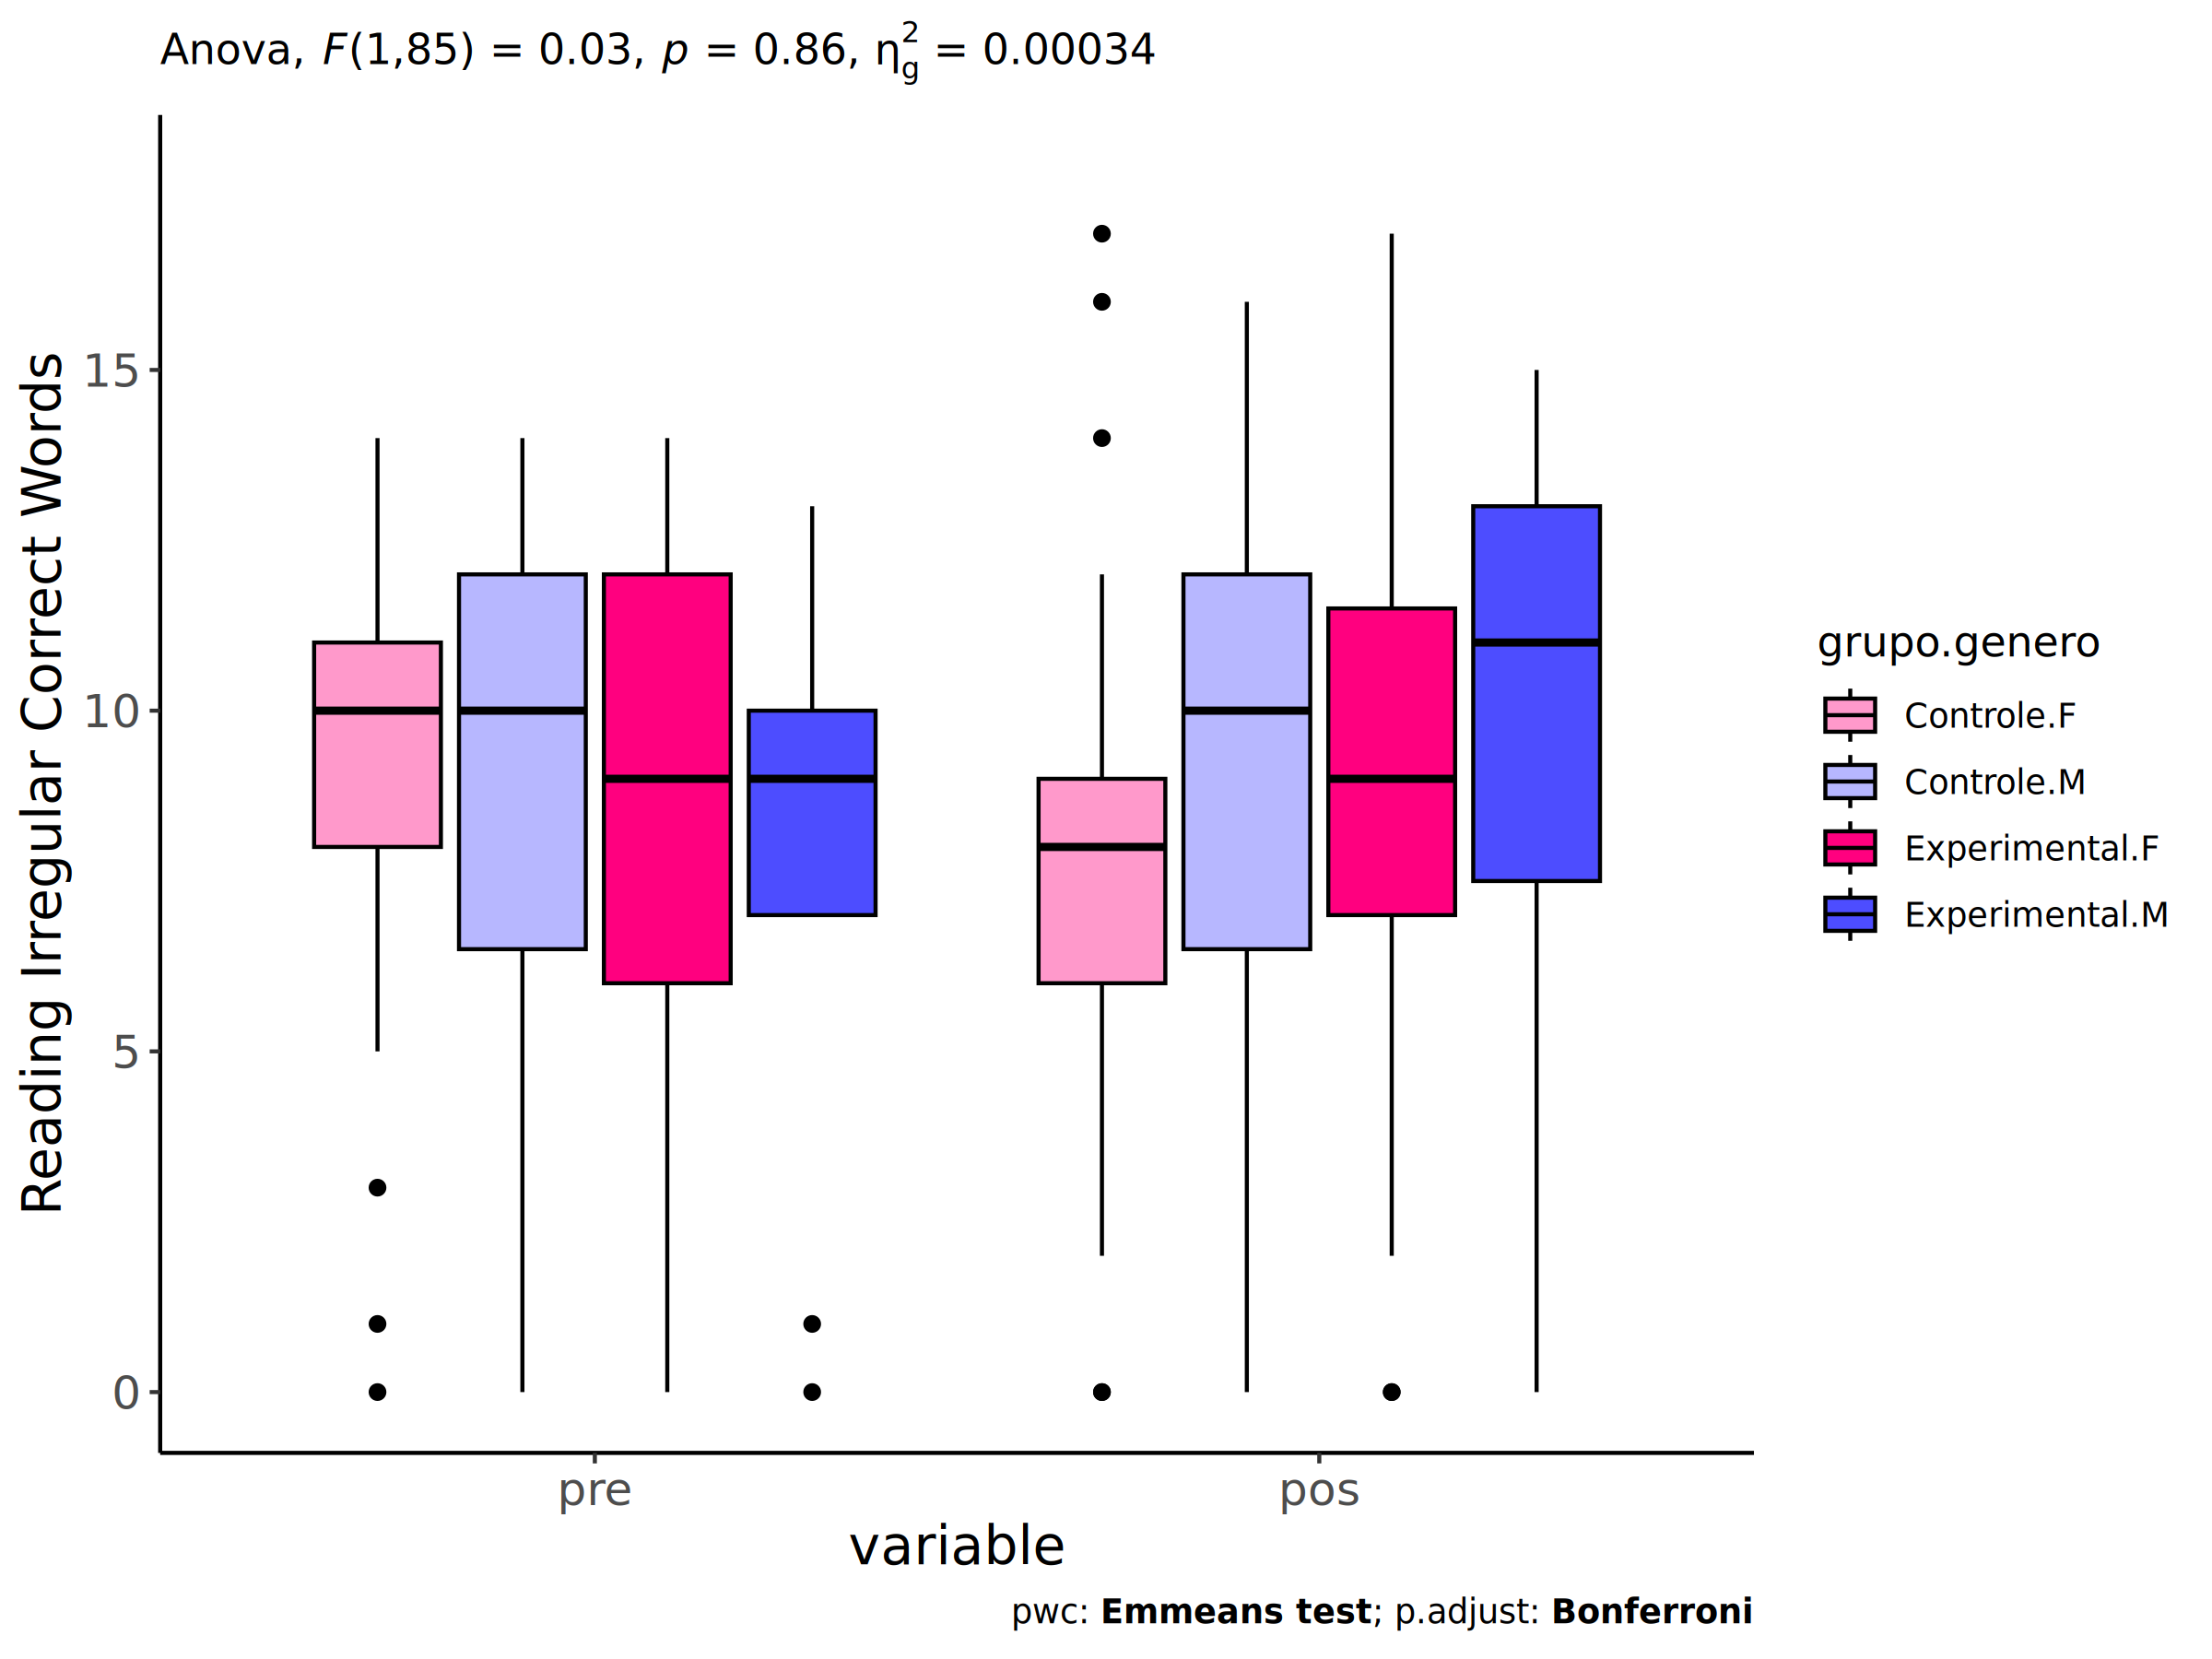 Anova, F(1,85) = 0.03, p = 0.86, η²g = 0.00034
Reading Irregular Correct Words
15
10
5
0
pre
pos
variable
grupo.genero
Controle.F
Controle.M
Experimental.F
Experimental.M
pwc: Emmeans test; p.adjust: Bonferroni